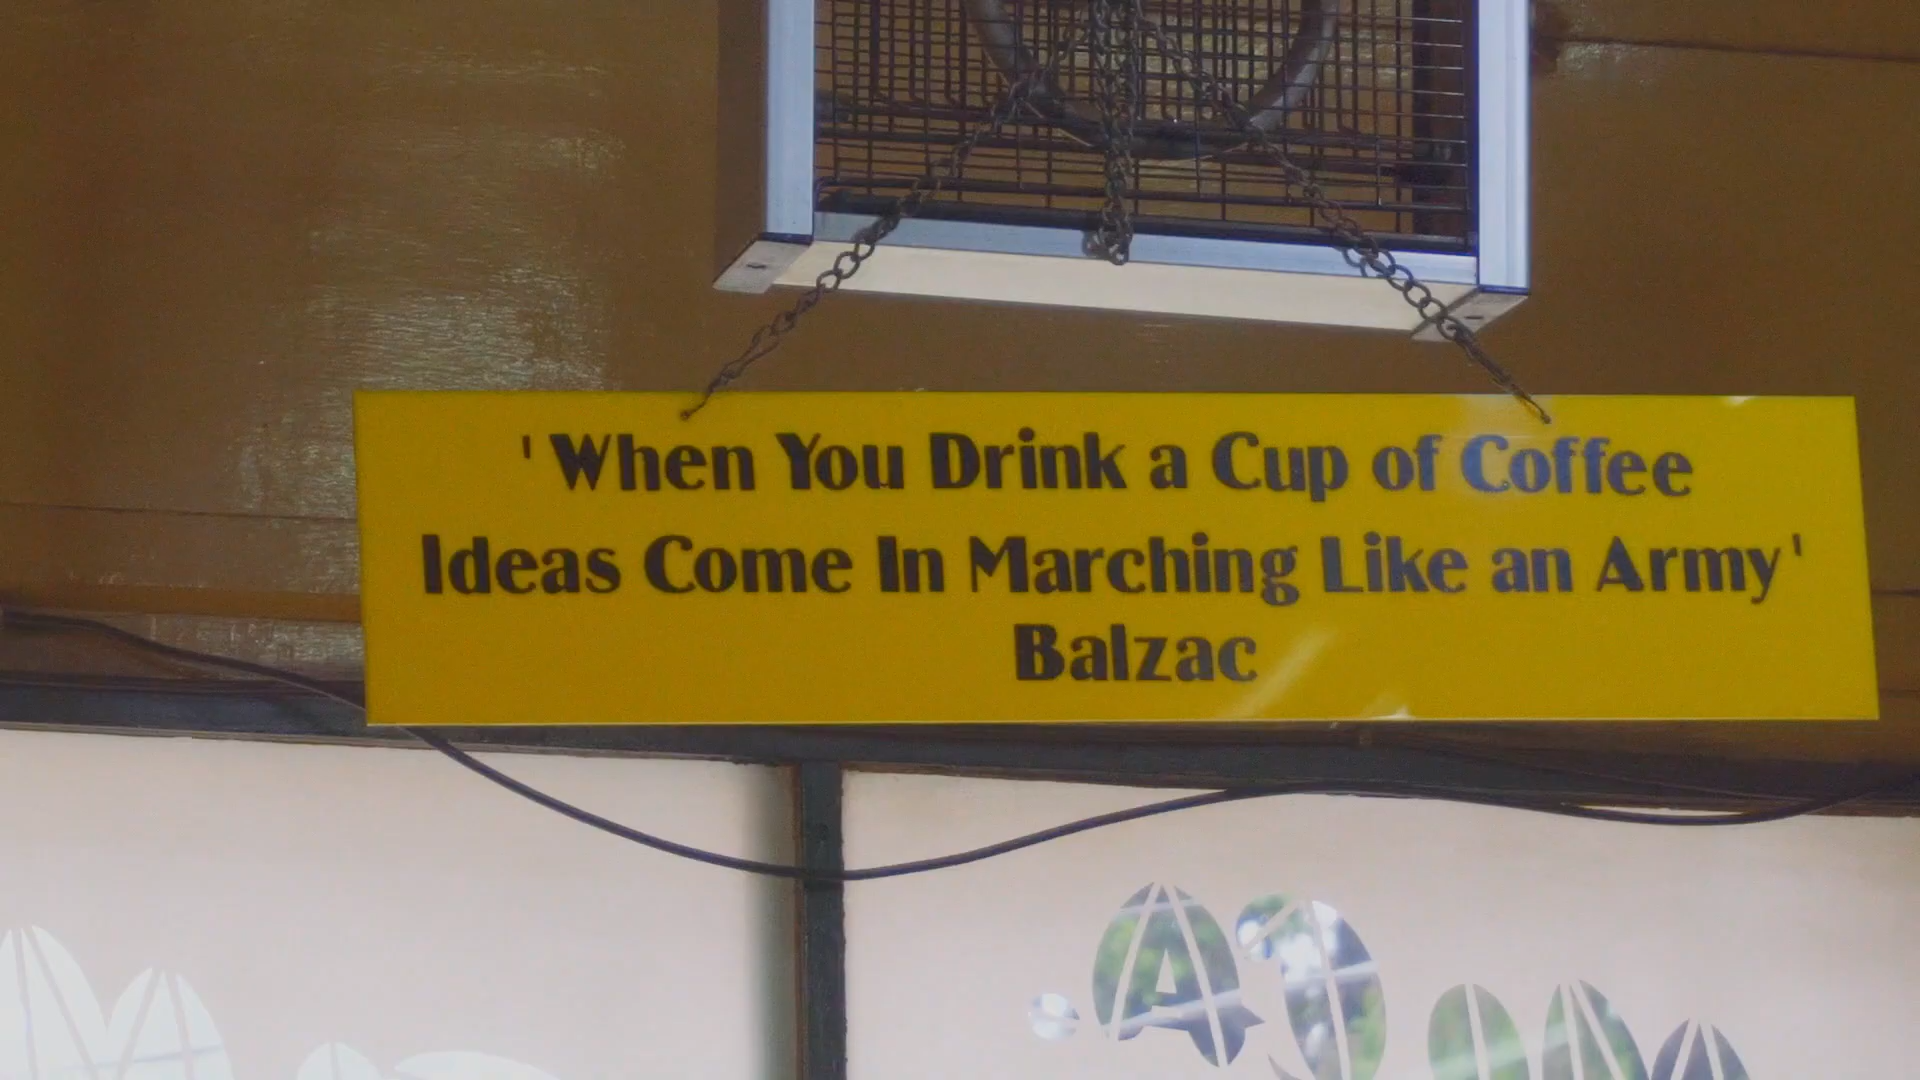 'When You Drink a Cup of Coffee
Ideas Come In Marching Like an Army'
Balzac